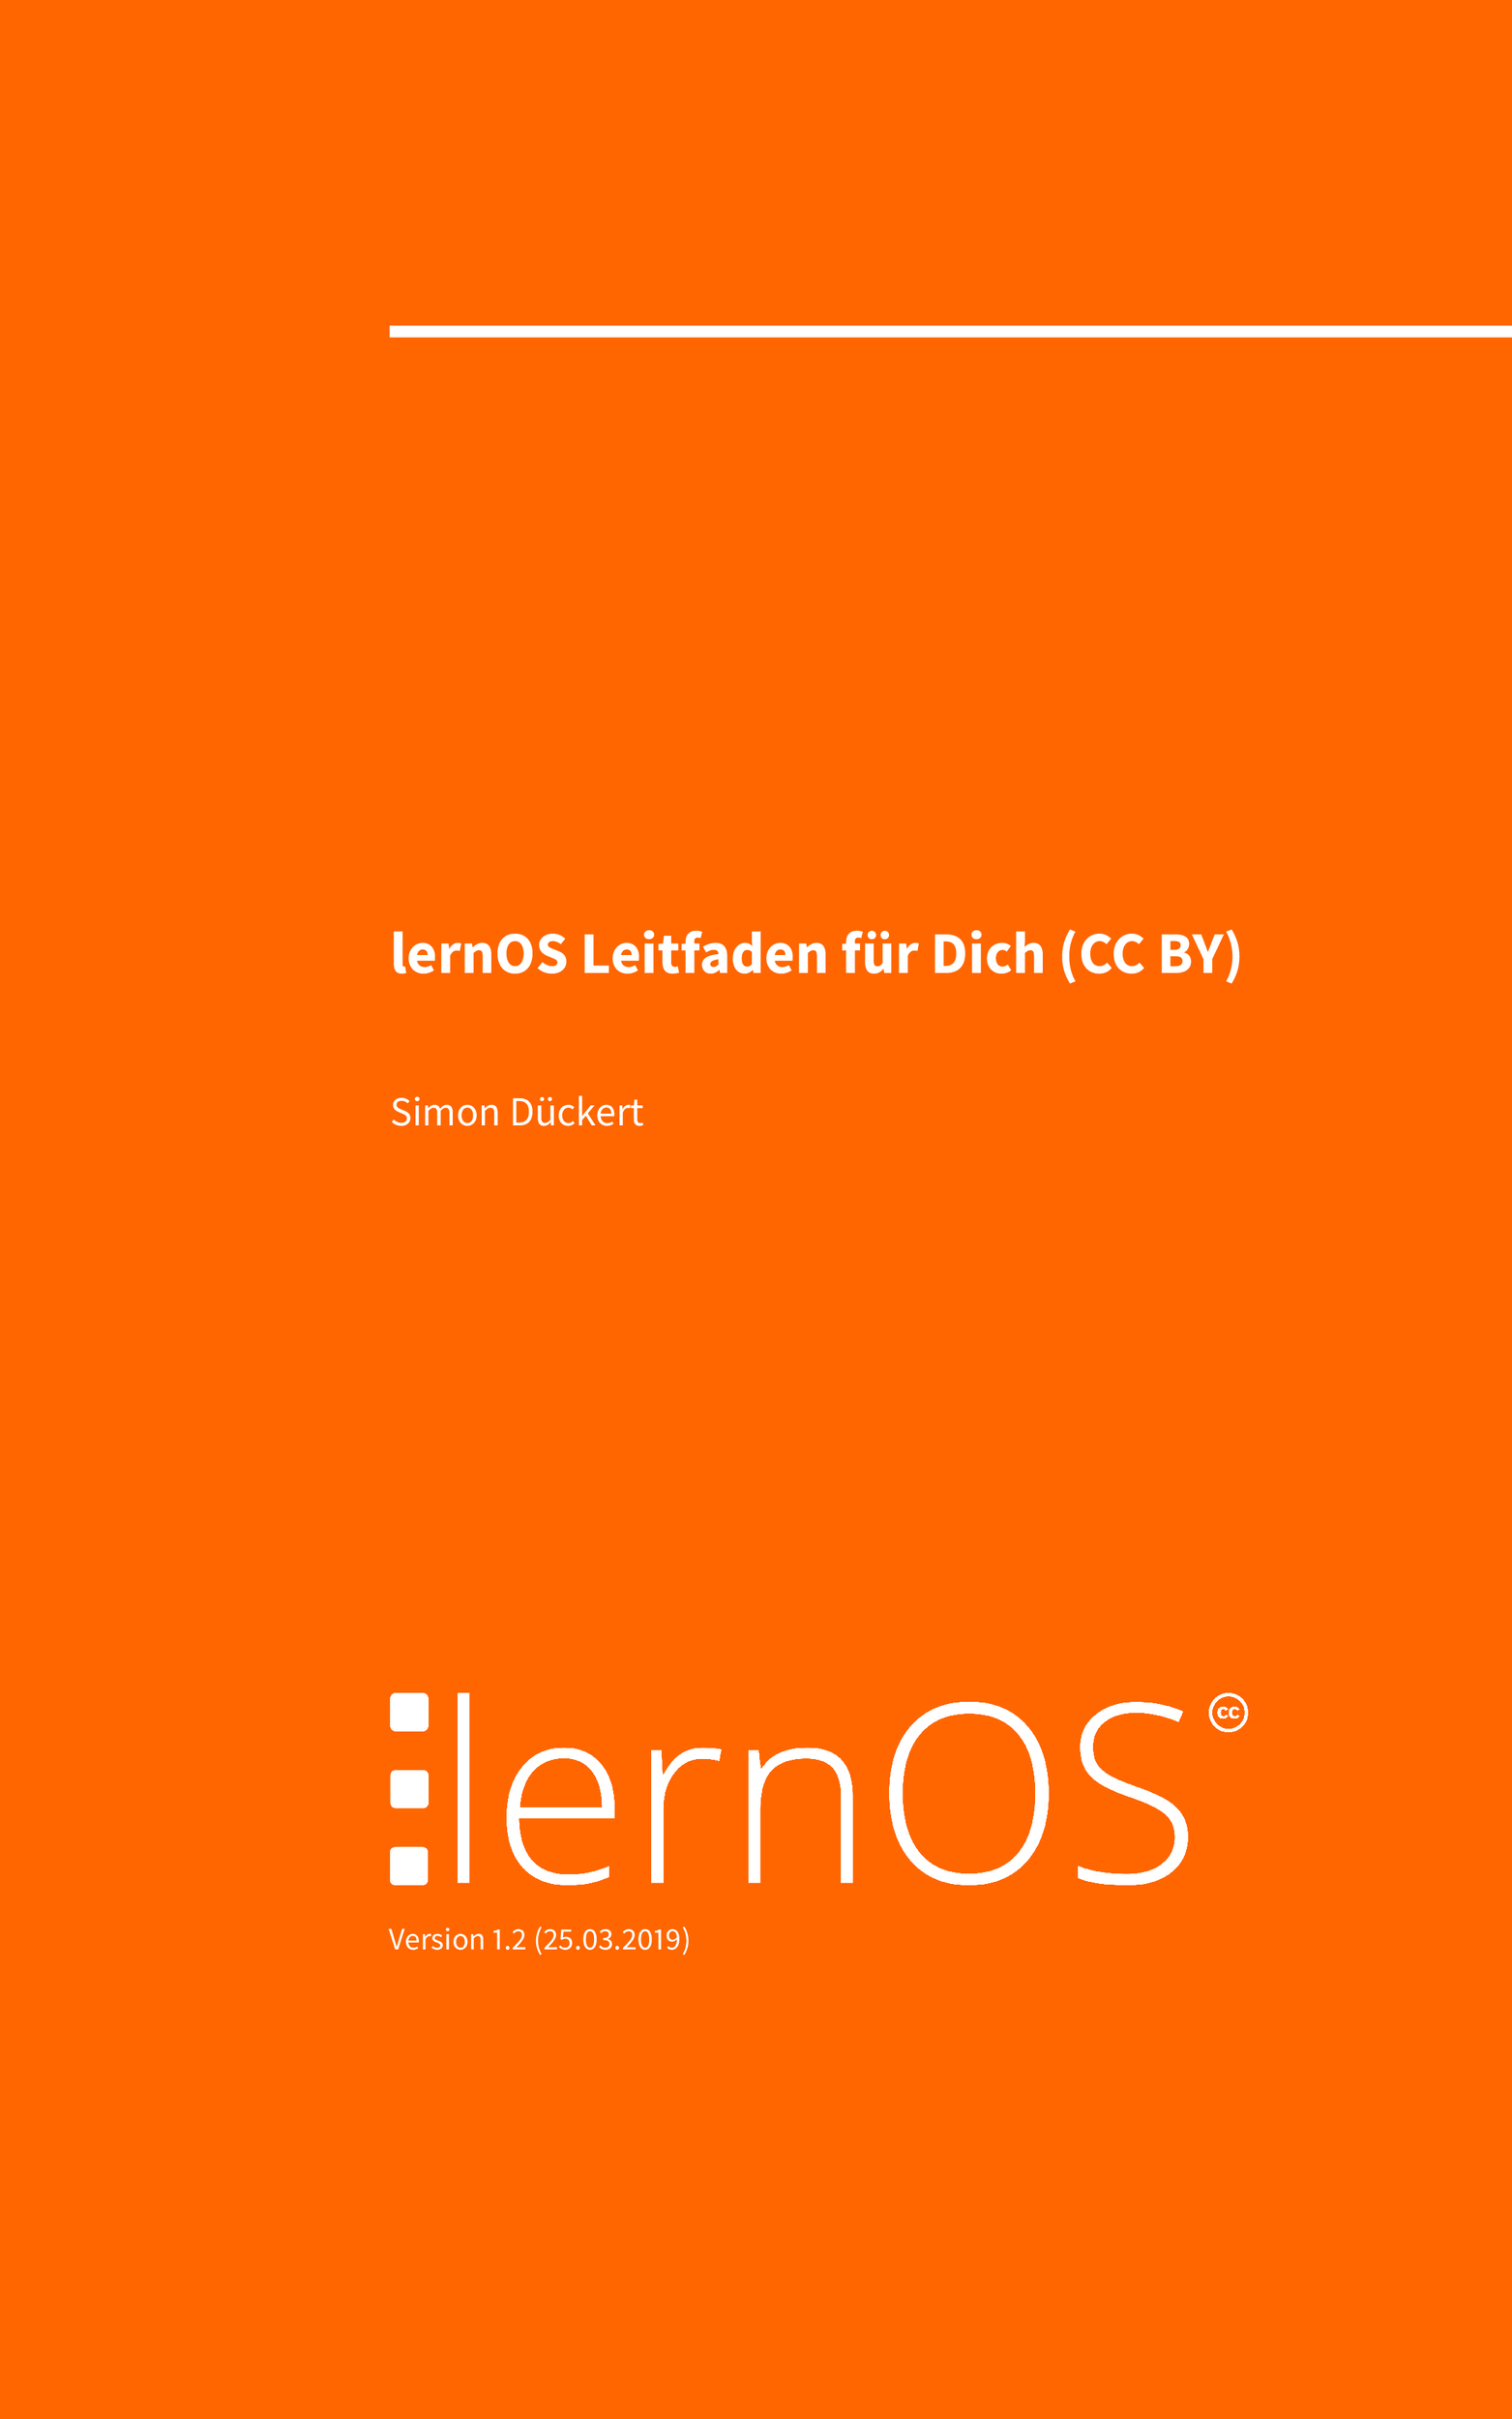 lernOS Leitfaden für Dich (CC BY)
Simon Dückert
lernOS cc
Version 1.2 (25.03.2019)